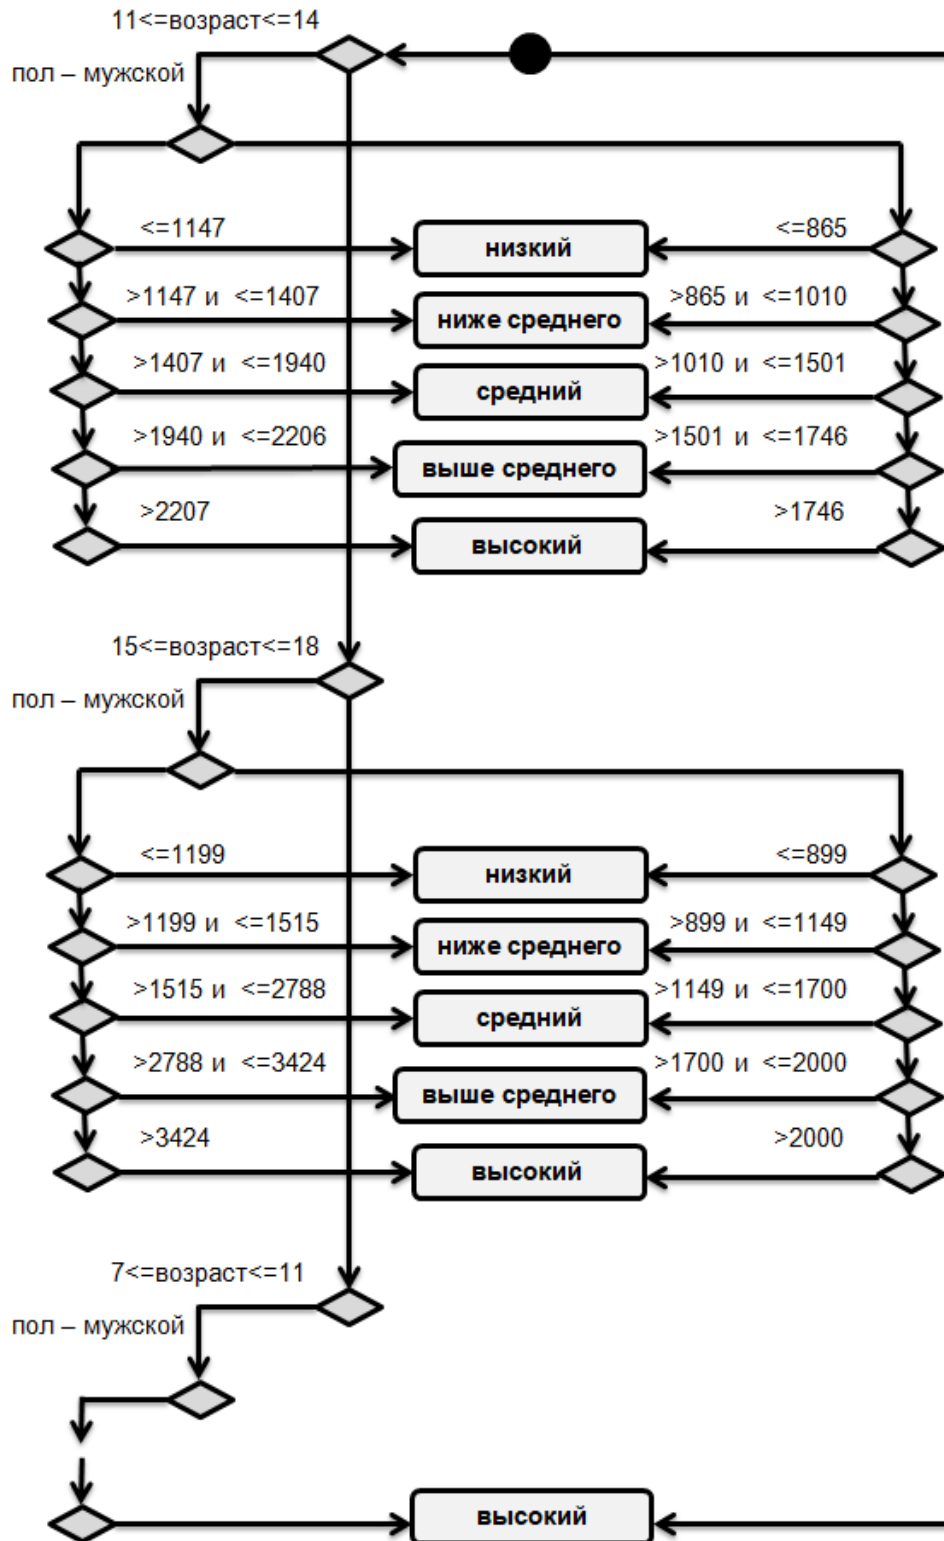 11<=возраст<=14
пол – мужской
<=1147
низкий
<=865
>1147 и <=1407
ниже среднего
>865 и <=1010
>1407 и <=1940
средний
>1010 и <=1501
>1940 и <=2206
выше среднего
>1501 и <=1746
>2207
высокий
>1746
15<=возраст<=18
пол – мужской
<=1199
низкий
<=899
>1199 и <=1515
ниже среднего
>899 и <=1149
>1515 и <=2788
средний
>1149 и <=1700
>2788 и <=3424
выше среднего
>1700 и <=2000
>3424
высокий
>2000
7<=возраст<=11
пол – мужской
высокий